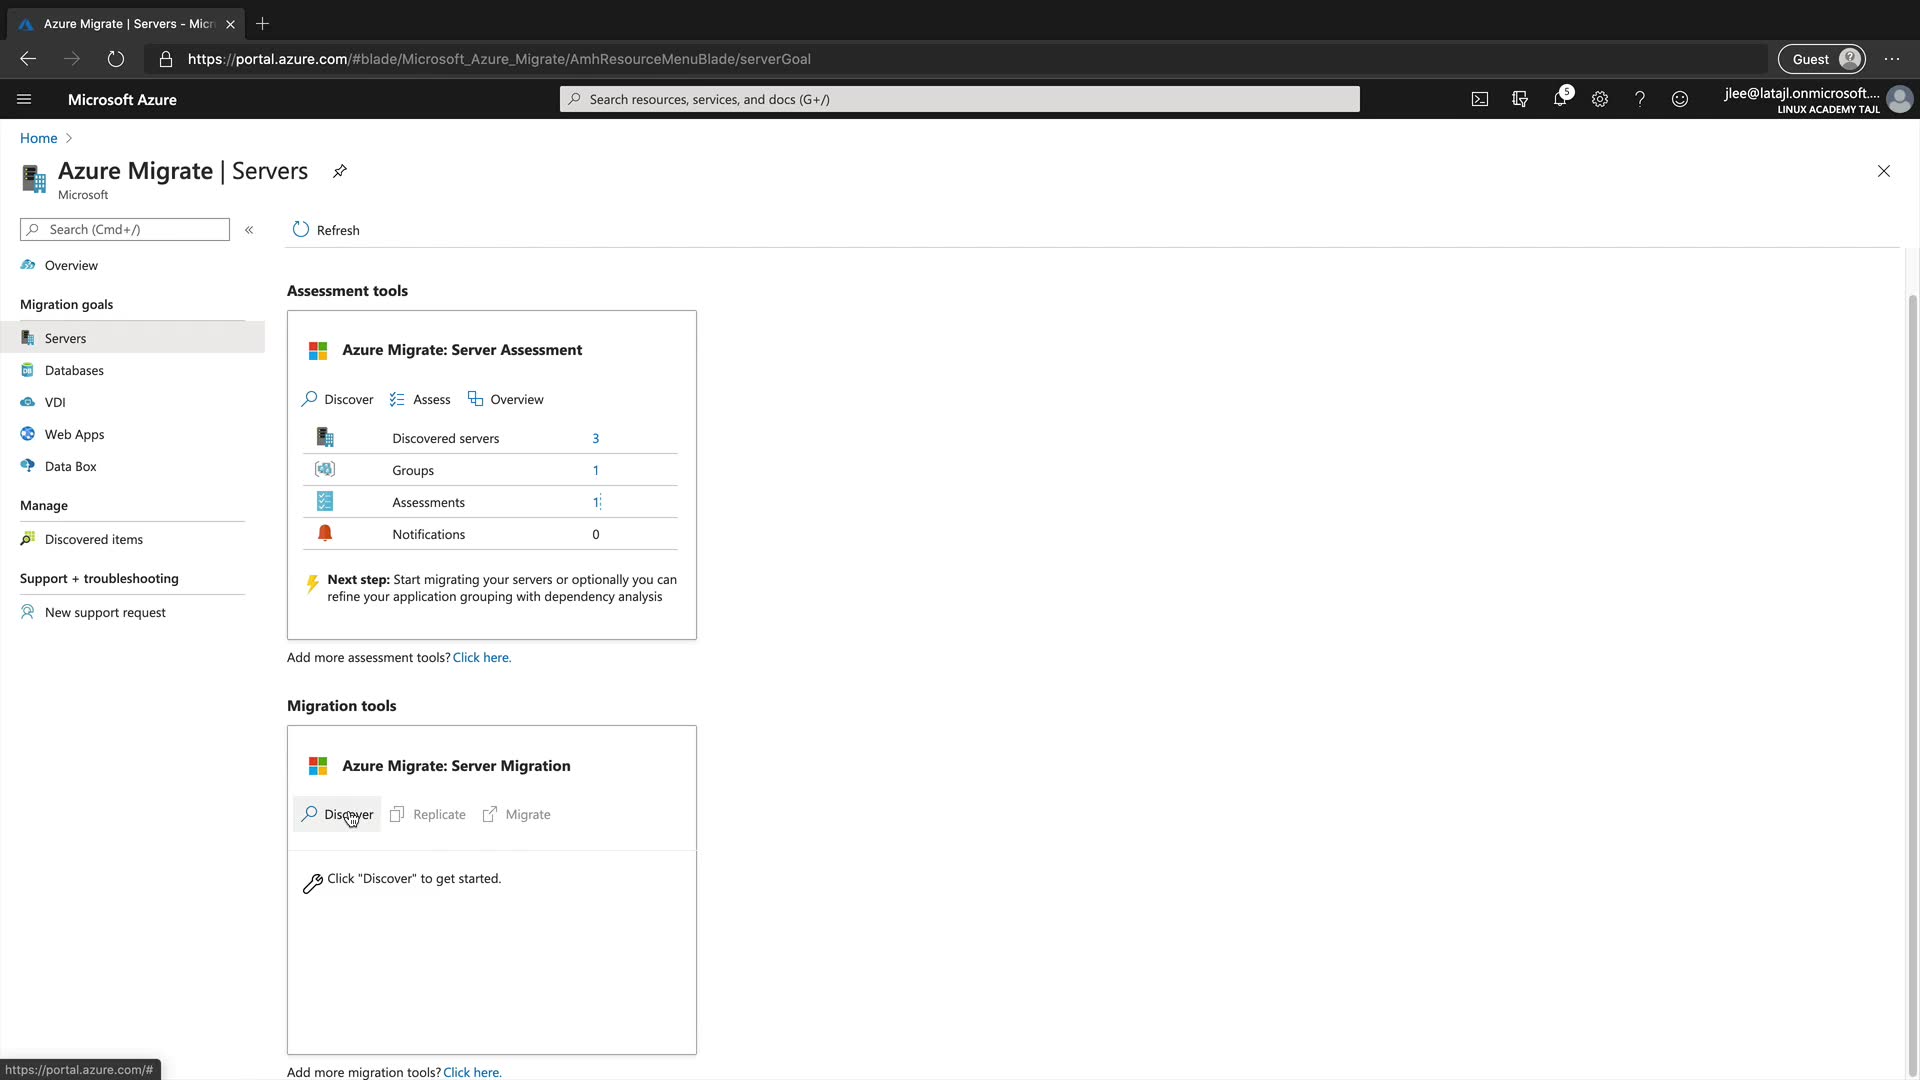 Azure Migrate | Servers - Micr
https://portal.azure.com/#blade/Microsoft_Azure_Migrate/AmhResourceMenuBlade/serverGoal
Guest
Microsoft Azure
Search resources, services, and docs (G+/)
5
jlee@latajl.onmicrosoft....
LINUX ACADEMY TAJL
Home
Azure Migrate | Servers
Microsoft
Search (Cmd+/)
«
Refresh
Overview
Migration goals
Servers
Databases
VDI
Web Apps
Data Box
Manage
Discovered items
Support + troubleshooting
New support request
Assessment tools
Azure Migrate: Server Assessment
Discover Assess Overview
Discovered servers 3
Groups 1
Assessments 1
Notifications 0
Next step: Start migrating your servers or optionally you can
refine your application grouping with dependency analysis
Add more assessment tools? Click here.
Migration tools
Azure Migrate: Server Migration
Discover Replicate Migrate
Click "Discover" to get started.
Add more migration tools? Click here.
https://portal.azure.com/#